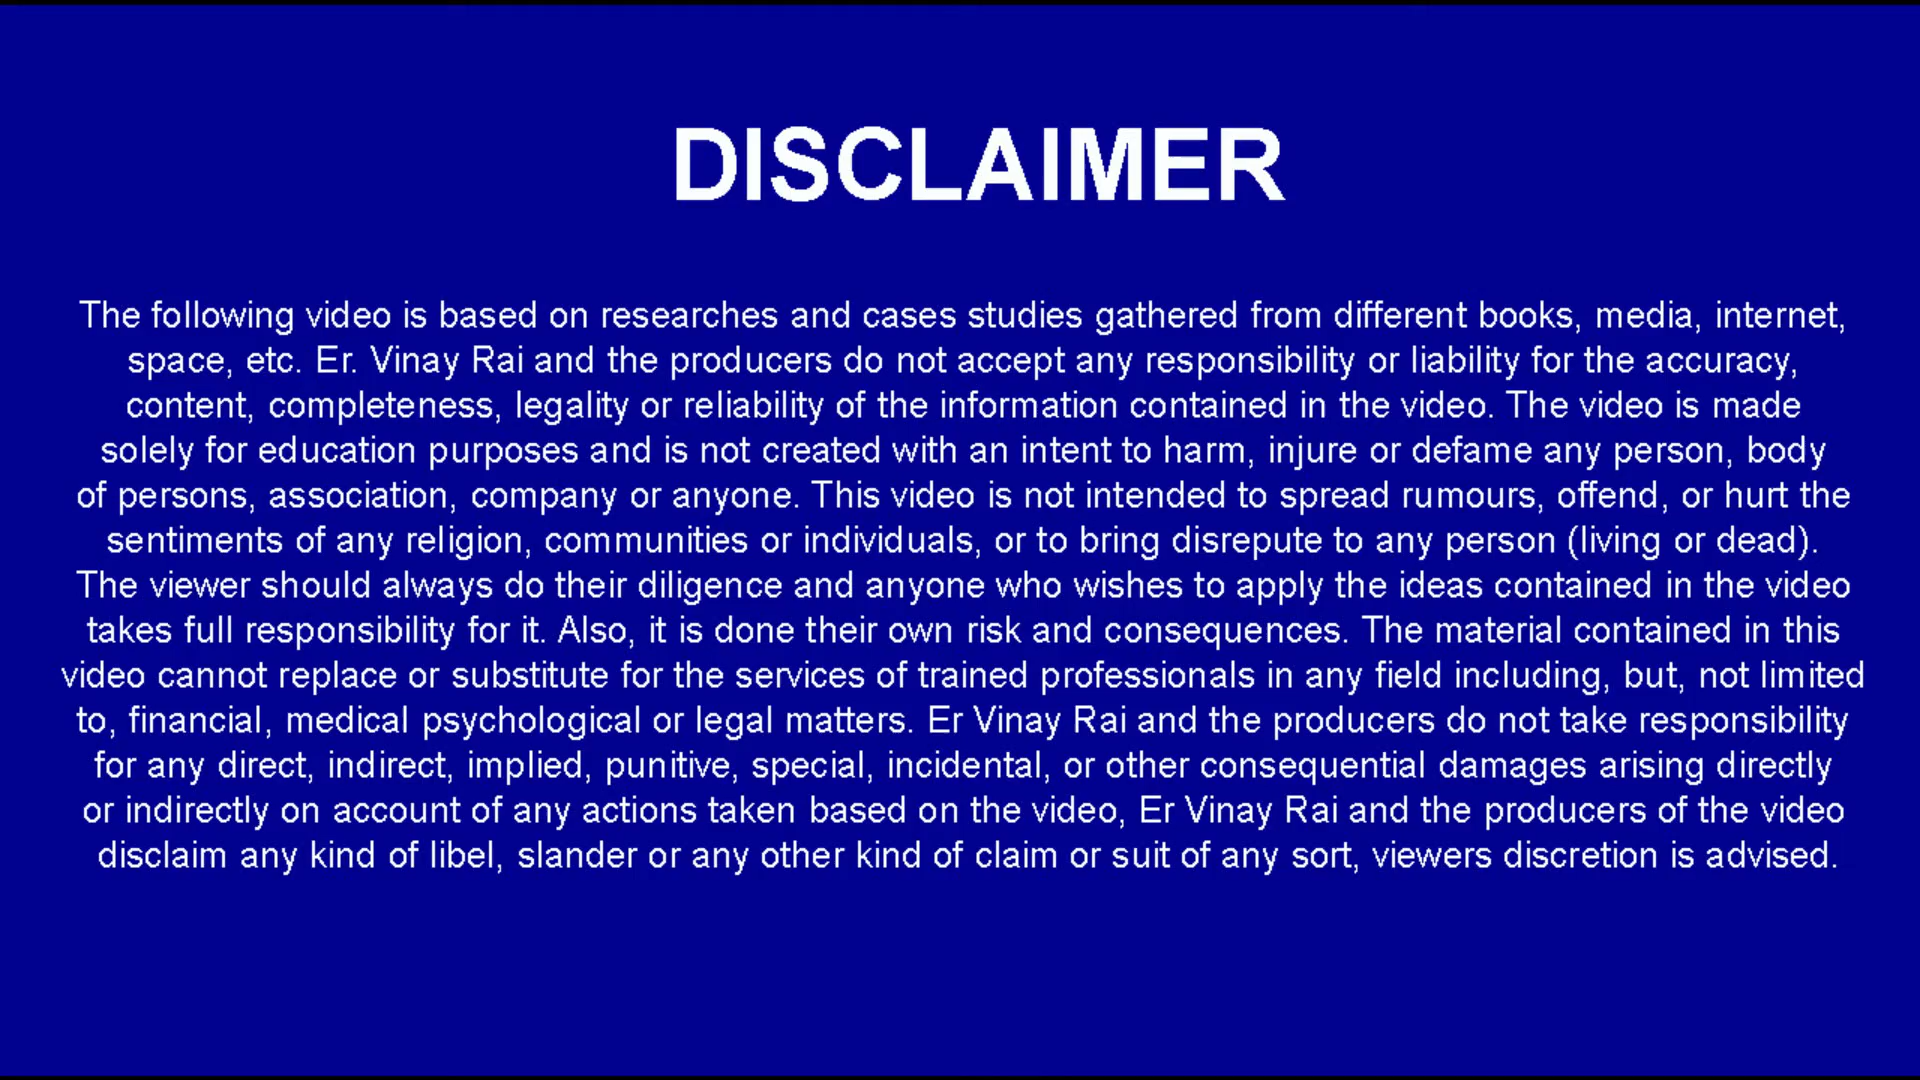 DISCLAIMER
The following video is based on researches and cases studies gathered from different books, media, internet,
space, etc. Er. Vinay Rai and the producers do not accept any responsibility or liability for the accuracy,
content, completeness, legality or reliability of the information contained in the video. The video is made
solely for education purposes and is not created with an intent to harm, injure or defame any person, body
of persons, association, company or anyone. This video is not intended to spread rumours, offend, or hurt the
sentiments of any religion, communities or individuals, or to bring disrepute to any person (living or dead).
The viewer should always do their diligence and anyone who wishes to apply the ideas contained in the video
takes full responsibility for it. Also, it is done their own risk and consequences. The material contained in this
video cannot replace or substitute for the services of trained professionals in any field including, but, not limited
to, financial, medical psychological or legal matters. Er Vinay Rai and the producers do not take responsibility
for any direct, indirect, implied, punitive, special, incidental, or other consequential damages arising directly
or indirectly on account of any actions taken based on the video, Er Vinay Rai and the producers of the video
disclaim any kind of libel, slander or any other kind of claim or suit of any sort, viewers discretion is advised.